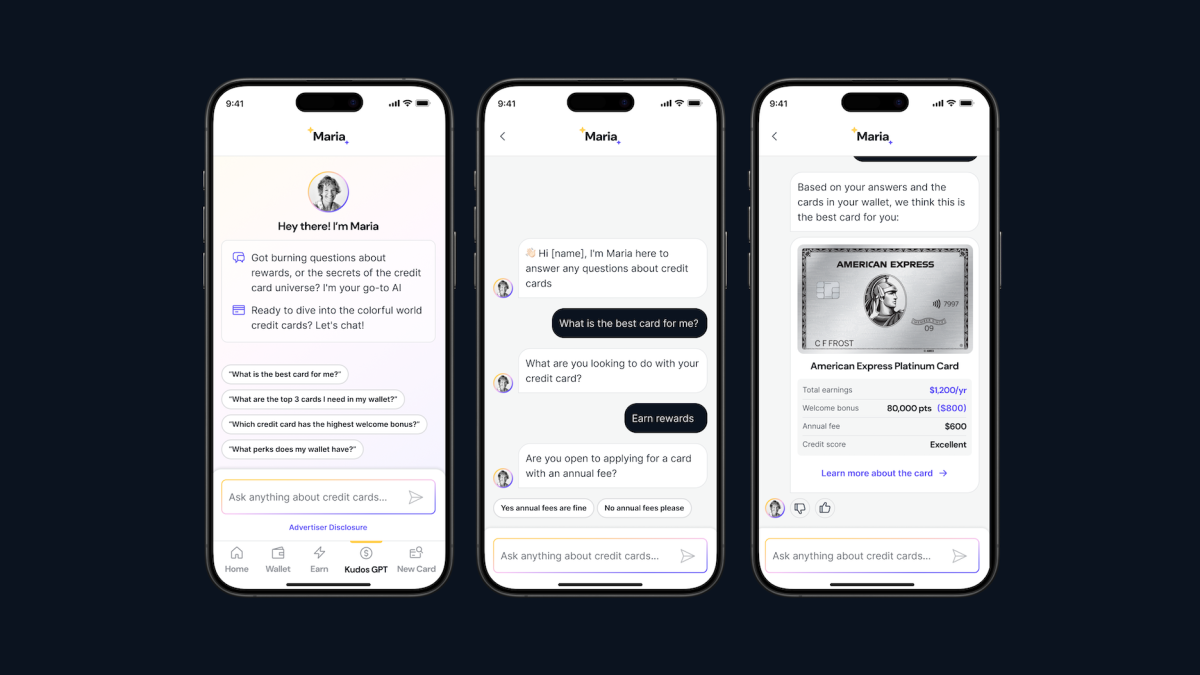 9:41
Maria
Hey there! I'm Maria
Got burning questions about
rewards, or the secrets of the credit
card universe? I'm your go-to AI
Ready to dive into the colorful world
credit cards? Let's chat!
"What is the best card for me?"
"What are the top 3 cards I need in my wallet?"
"Which credit card has the highest welcome bonus?"
"What perks does my wallet have?"
Ask anything about credit cards...
Advertiser Disclosure
Home
Wallet
Earn
Kudos GPT
New Card
9:41
Maria
👋🏻 Hi [name], I'm Maria here to
answer any questions about credit
cards
What is the best card for me?
What are you looking to do with your
credit card?
Earn rewards
Are you open to applying for a card
with an annual fee?
Yes annual fees are fine
No annual fees please
Ask anything about credit cards...
9:41
Maria
Based on your answers and the
cards in your wallet, we think this is
the best card for you:
AMERICAN EXPRESS
7997
09
C F FROST
American Express Platinum Card
Total earnings $1,200/yr
Welcome bonus 80,000 pts ($800)
Annual fee $600
Credit score Excellent
Learn more about the card →
Ask anything about credit cards...